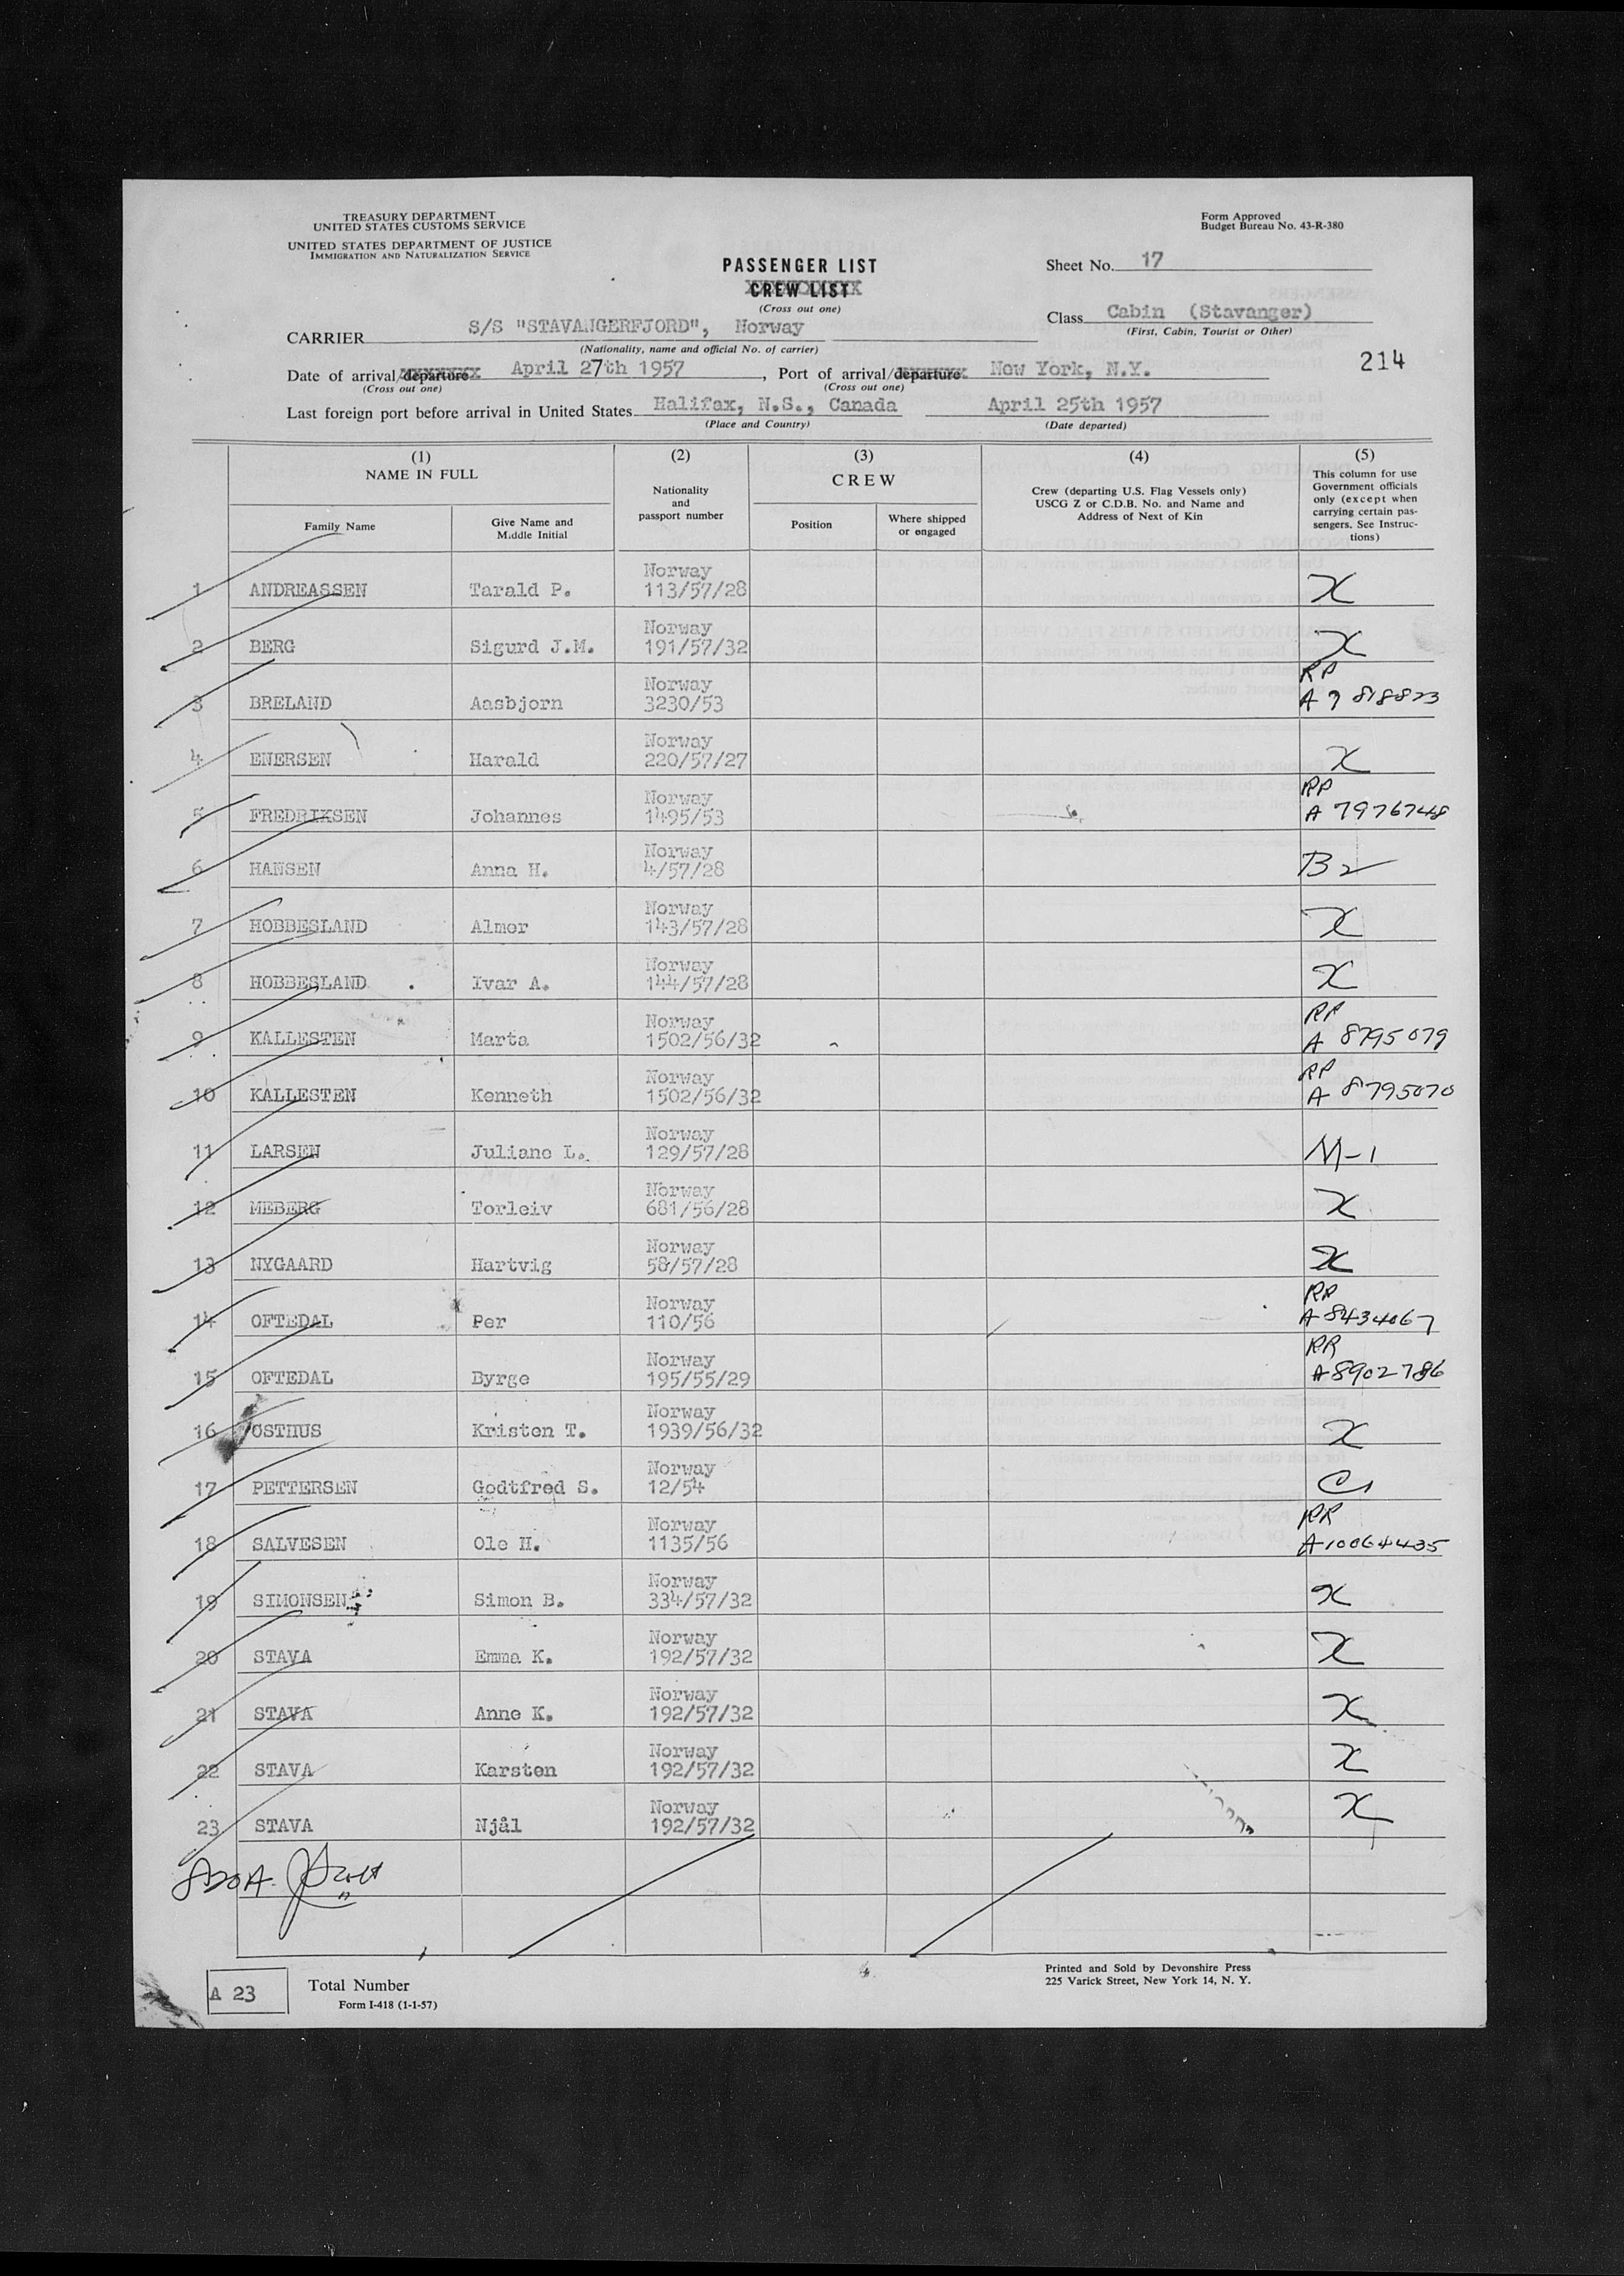 TREASURY DEPARTMENT
UNITED STATES CUSTOMS SERVICE
UNITED STATES DEPARTMENT OF JUSTICE
IMMIGRATION AND NATURALIZATION SERVICE
Form Approved
Budget Bureau No. 43-R-380
PASSENGER LIST
CREW LIST
(Cross out one)
Sheet No. 17
Class Cabin (Stavanger)
(First, Cabin, Tourist or Other)
CARRIER S/S "STAVANGERFJORD", Norway
(Nationality, name and official No. of carrier)
214
Date of arrival/departure April 27th 1957, Port of arrival/departure New York, N.Y.
(Cross out one) (Cross out one)
Last foreign port before arrival in United States Halifax, N.S., Canada April 25th 1957
(Place and Country) (Date departed)
(1) (2) (3) (4) (5)
NAME IN FULL
Family Name
Give Name and Middle Initial
Nationality
and
passport number
CREW
Position
Where shipped
or engaged
Crew (departing U.S. Flag Vessels only)
USCG Z or C.D.B. No. and Name and
Address of Next of Kin
This column for use
Government officials
only (except when
carrying certain pas-
sengers. See Instruc-
tions)
Norway
1 ANDREASSEN Tarald P. 113/57/28 X
Norway
2 BERG Sigurd J.M. 191/57/32 X
Norway RP
3 BRELAND Aasbjorn 3230/53 A 7 818823
Norway
4 ENERSEN Harald 220/57/27 X
Norway RP
5 FREDRIKSEN Johannes 1495/53 A 7976748
Norway
6 HANSEN Anna H. 4/57/28 B2
Norway
7 HOBBESLAND Almer 143/57/28 X
Norway
8 HOBBESLAND Ivar A. 144/57/28 X
Norway RP
9 KALLESTEN Marta 1502/56/32 A 8795079
Norway RP
10 KALLESTEN Kenneth 1502/56/32 A 8795070
Norway
11 LARSEN Juliane L. 129/57/28 M-1
Norway
12 MEBERG Torleiv 681/56/28 X
Norway
13 NYGAARD Hartvig 58/57/28 X
Norway RR
14 OFTEDAL Per 110/56 A8434067
Norway RR
15 OFTEDAL Byrge 195/55/29 A8902786
Norway
16 OSTHUS Kristen T. 1939/56/32 X
Norway
17 PETTERSEN Godtfred S. 12/54 C1
Norway RR
18 SALVESEN Ole H. 1135/56 A10064435
Norway
19 SIMONSEN Simon B. 334/57/32 X
Norway
20 STAVA Emma K. 192/57/32 X
Norway
21 STAVA Anne K. 192/57/32 X
Norway
22 STAVA Karsten 192/57/32 X
Norway
23 STAVA Njål 192/57/32 X
A 23
Total Number
Form I-418 (1-1-57)
Printed and Sold by Devonshire Press
225 Varick Street, New York 14, N. Y.